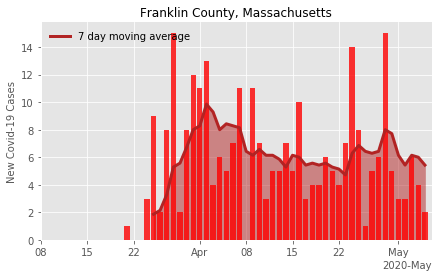 Franklin County, Massachusetts
7 day moving average
New Covid-19 Cases
14
12
10
8
6
4
2
0
08 15 22 Apr 08 15 22 May
2020-May